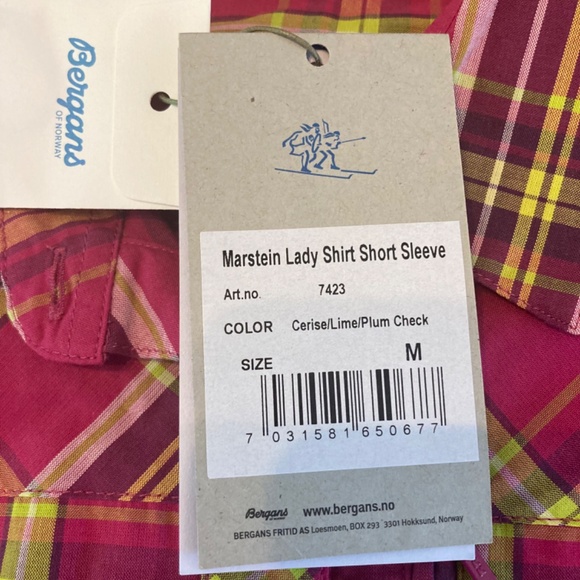 Bergans
OF NORWAY
Marstein Lady Shirt Short Sleeve
Art.no. 7423
COLOR Cerise/Lime/Plum Check
SIZE M
7 031581 650677
Bergans www.bergans.no
BERGANS FRITID AS Loesmoen, BOX 293 3301 Hokksund, Norway